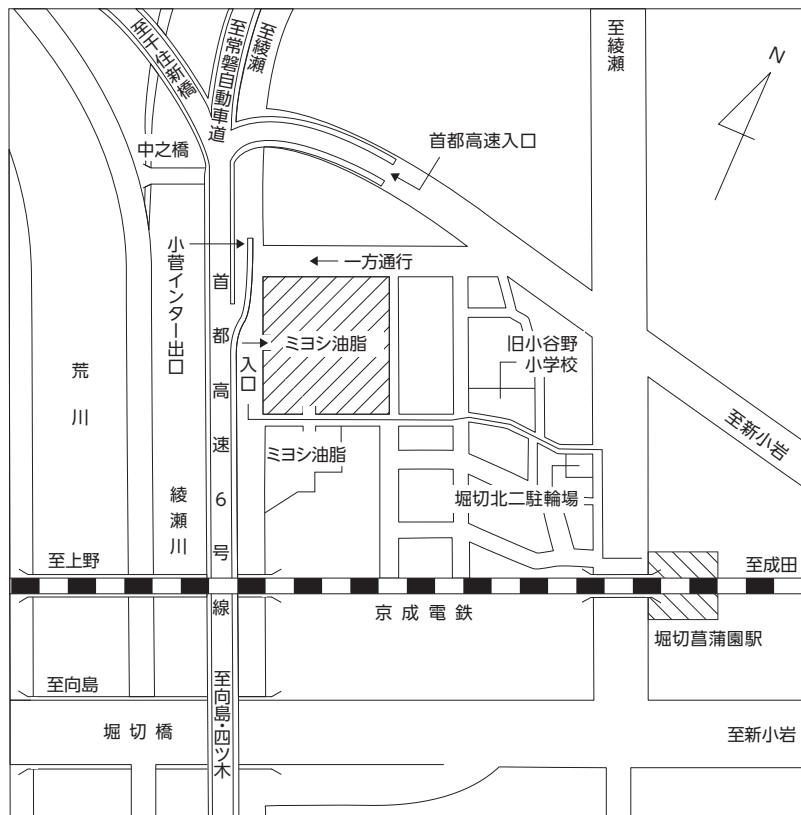 至千住新橋
至常磐自動車道
至綾瀬
至綾瀬
N
中之橋
首都高速入口
小菅インター出口
一方通行
首都高速6号線
ミヨシ油脂
入口
旧小谷野
小学校
荒川
至新小岩
ミヨシ油脂
綾瀬川
堀切北二駐輪場
至上野
至成田
京成電鉄
堀切菖蒲園駅
至向島
至向島・四ツ木
堀切橋
至新小岩